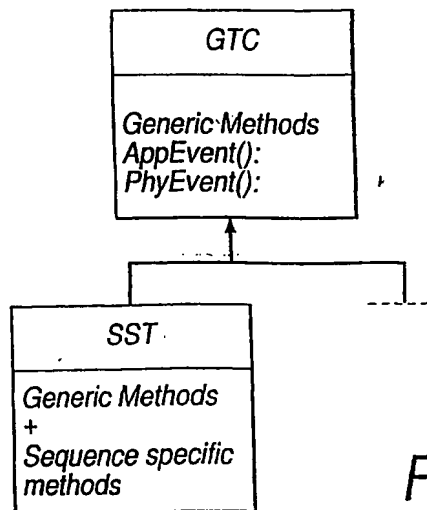 GTC
Generic Methods
AppEvent():
PhyEvent():
SST
Generic Methods
+
Sequence specific
methods
F